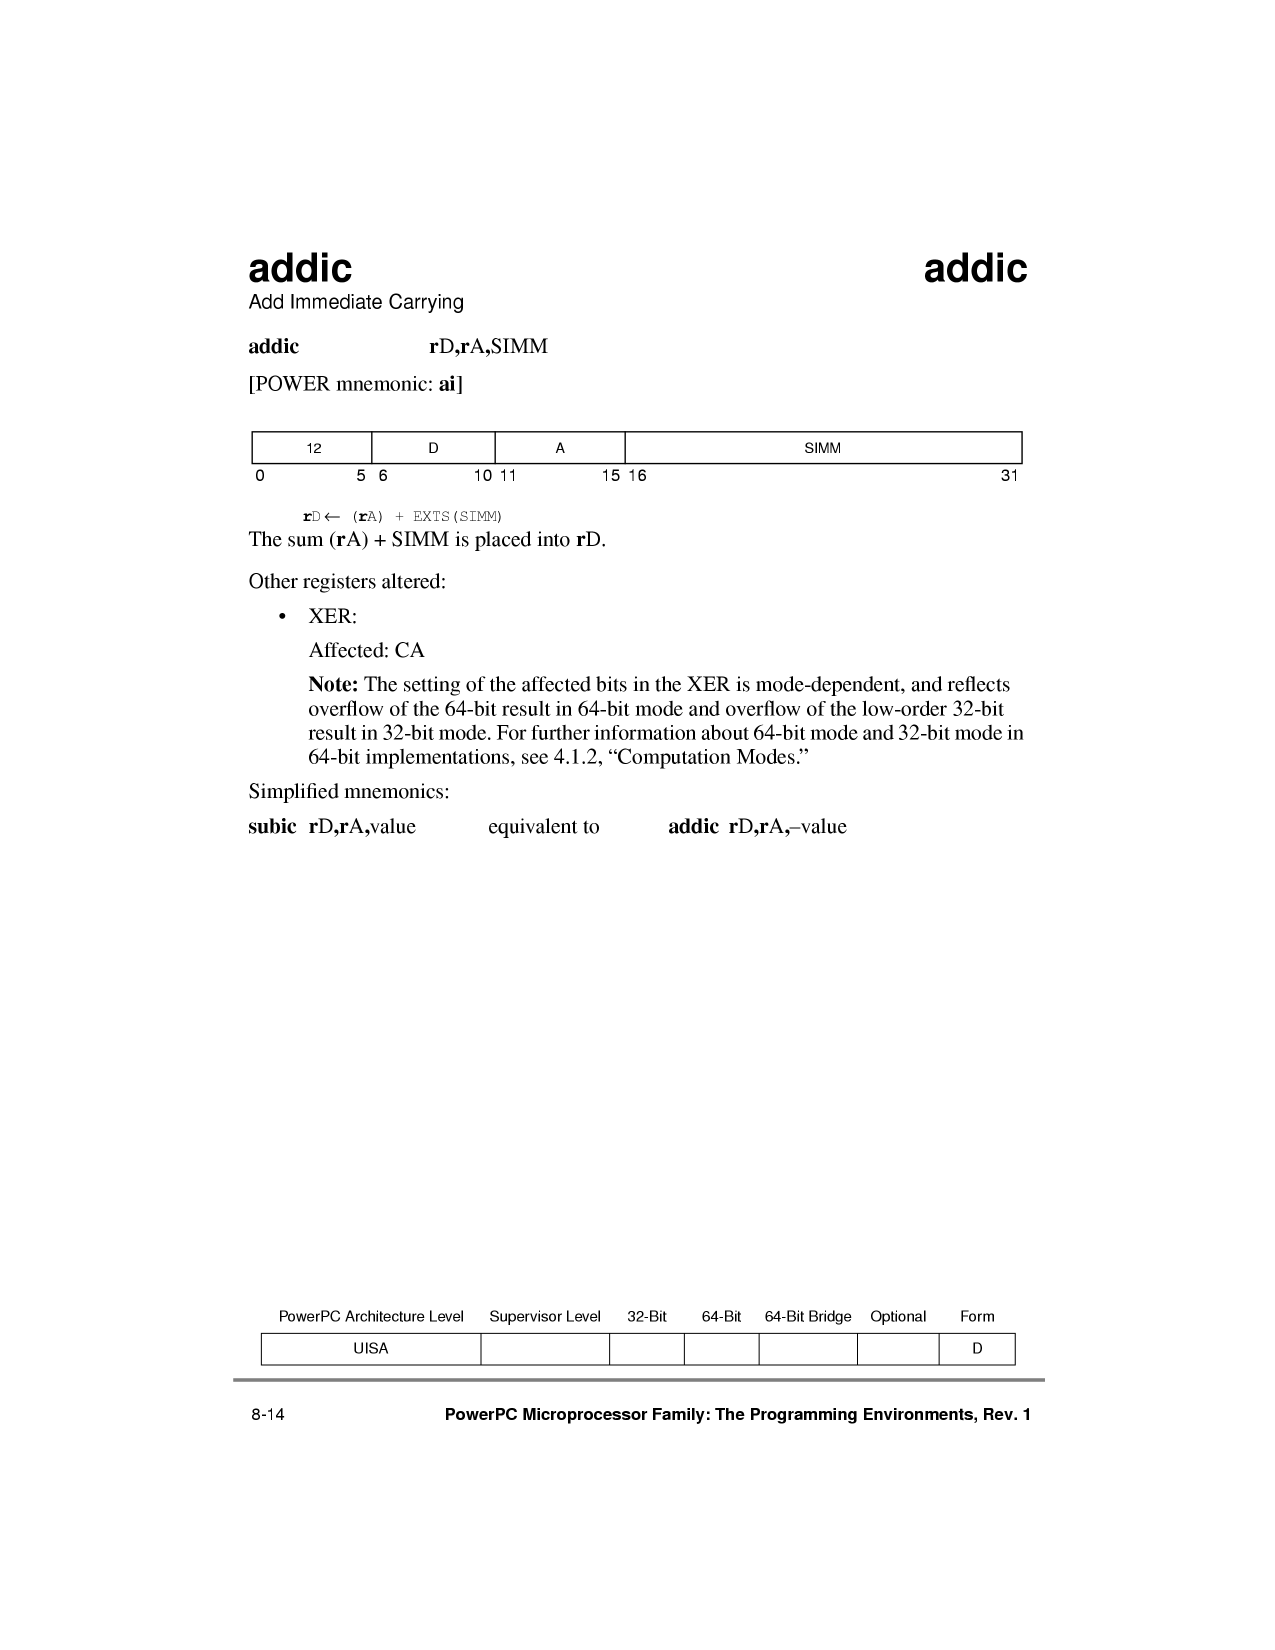 addic addic
Add Immediate Carrying
addic rD,rA,SIMM
[POWER mnemonic: ai]
12 D A SIMM
0 5 6 10 11 15 16 31
rD← (rA) + EXTS(SIMM)
The sum (rA) + SIMM is placed into rD.
Other registers altered:
• XER:
Affected: CA
Note: The setting of the affected bits in the XER is mode-dependent, and reflects
overflow of the 64-bit result in 64-bit mode and overflow of the low-order 32-bit
result in 32-bit mode. For further information about 64-bit mode and 32-bit mode in
64-bit implementations, see 4.1.2, “Computation Modes.”
Simplified mnemonics:
subic rD,rA,value equivalent to addic rD,rA,–value
PowerPC Architecture Level Supervisor Level 32-Bit 64-Bit 64-Bit Bridge Optional Form
UISA D
8-14 PowerPC Microprocessor Family: The Programming Environments, Rev. 1